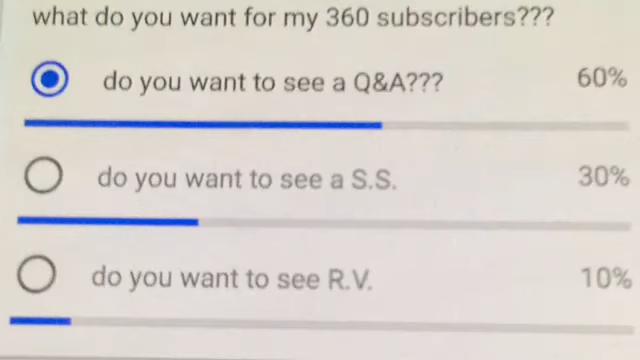 what do you want for my 360 subscribers???
do you want to see a Q&A??? 60%
do you want to see a S.S. 30%
do you want to see R.V. 10%